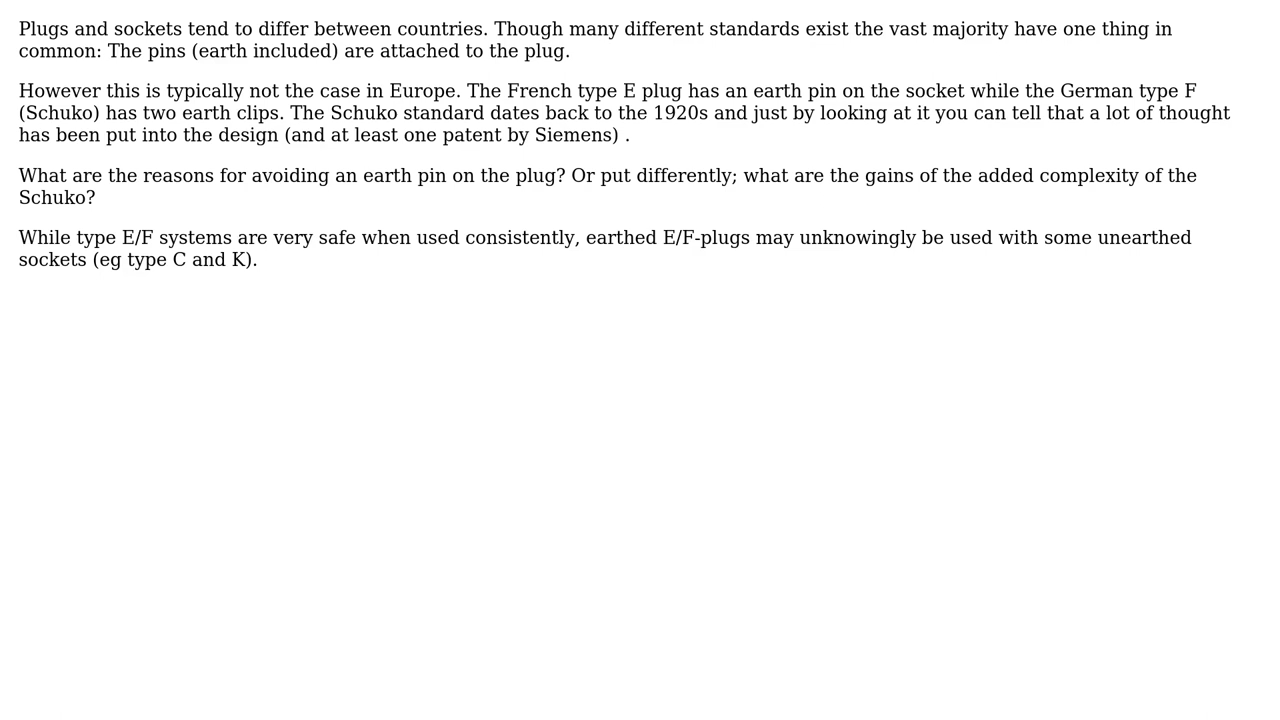 Plugs and sockets tend to differ between countries. Though many different standards exist the vast majority have one thing in
common: The pins (earth included) are attached to the plug.
However this is typically not the case in Europe. The French type E plug has an earth pin on the socket while the German type F
(Schuko) has two earth clips. The Schuko standard dates back to the 1920s and just by looking at it you can tell that a lot of thought
has been put into the design (and at least one patent by Siemens) .
What are the reasons for avoiding an earth pin on the plug? Or put differently; what are the gains of the added complexity of the
Schuko?
While type E/F systems are very safe when used consistently, earthed E/F-plugs may unknowingly be used with some unearthed
sockets (eg type C and K).